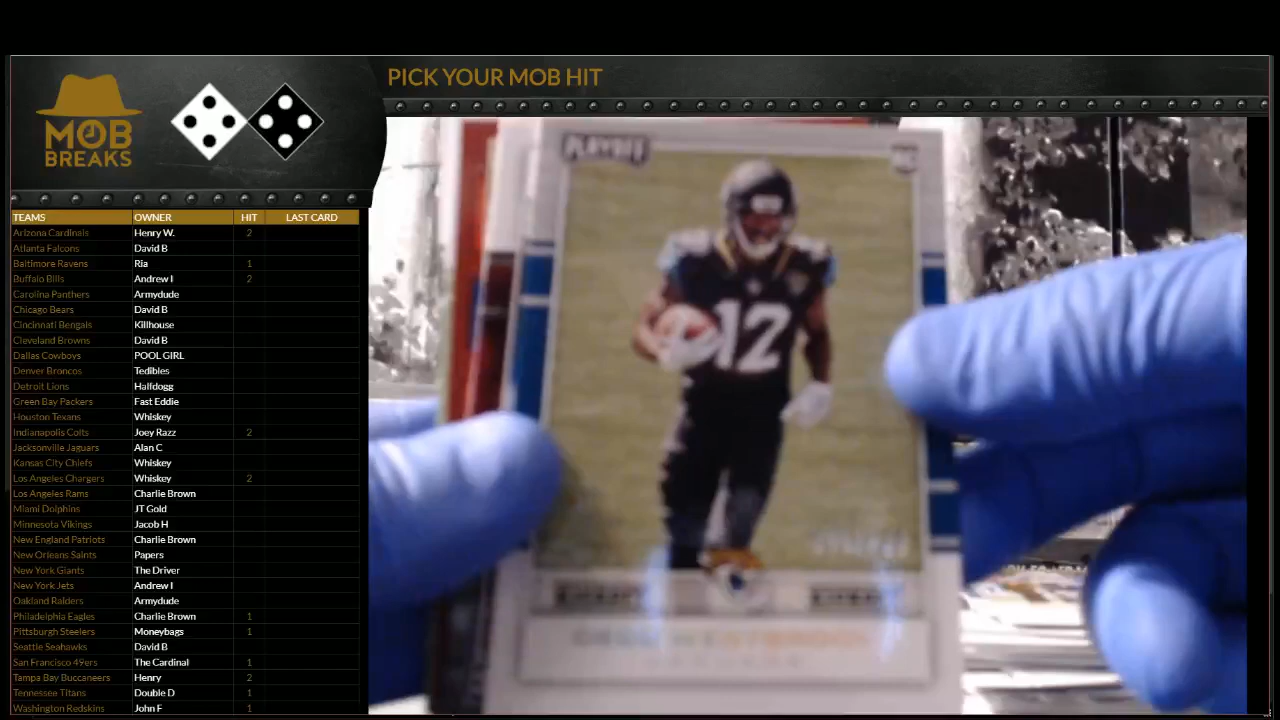 PICK YOUR MOB HIT
MOB
BREAKS
PLAYOFF
RC
12
TEAMS OWNER HIT LAST CARD
Arizona Cardinals Henry W. 2
Atlanta Falcons David B
Baltimore Ravens Ria 1
Buffalo Bills Andrew I 2
Carolina Panthers Armydude
Chicago Bears David B
Cincinnati Bengals Killhouse
Cleveland Browns David B
Dallas Cowboys POOL GIRL
Denver Broncos Tedibles
Detroit Lions Halfdogg
Green Bay Packers Fast Eddie
Houston Texans Whiskey
Indianapolis Colts Joey Razz 2
Jacksonville Jaguars Alan C
Kansas City Chiefs Whiskey
Los Angeles Chargers Whiskey 2
Los Angeles Rams Charlie Brown
Miami Dolphins JT Gold
Minnesota Vikings Jacob H
New England Patriots Charlie Brown
New Orleans Saints Papers
New York Giants The Driver
New York Jets Andrew I
Oakland Raiders Armydude
Philadelphia Eagles Charlie Brown 1
Pittsburgh Steelers Moneybags 1
Seattle Seahawks David B
San Francisco 49ers The Cardinal 1
Tampa Bay Buccaneers Henry 2
Tennessee Titans Double D 1
Washington Redskins John F 1